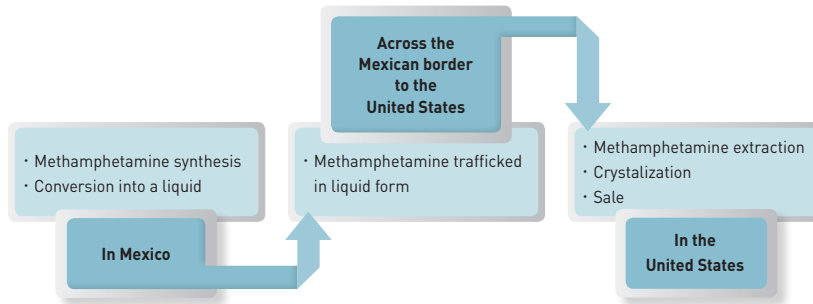 · Methamphetamine synthesis
· Conversion into a liquid
In Mexico
Across the
Mexican border
to the
United States
· Methamphetamine trafficked
in liquid form
· Methamphetamine extraction
· Crystalization
· Sale
In the
United States